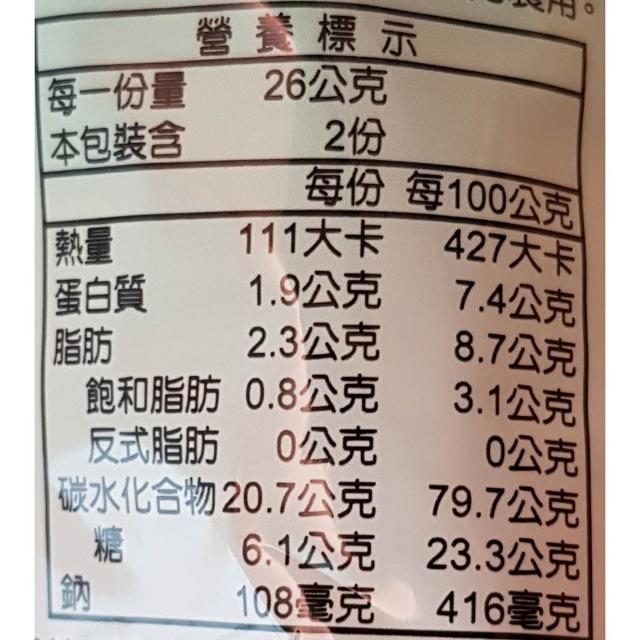 裝用。
營養標示
每一份量 26公克
本包裝含 2份
每份 每100公克
熱量 111大卡 427大卡
蛋白質 1.9公克 7.4公克
脂肪 2.3公克 8.7公克
飽和脂肪 0.8公克 3.1公克
反式脂肪 0公克 0公克
碳水化合物 20.7公克 79.7公克
糖 6.1公克 23.3公克
鈉 108毫克 416毫克